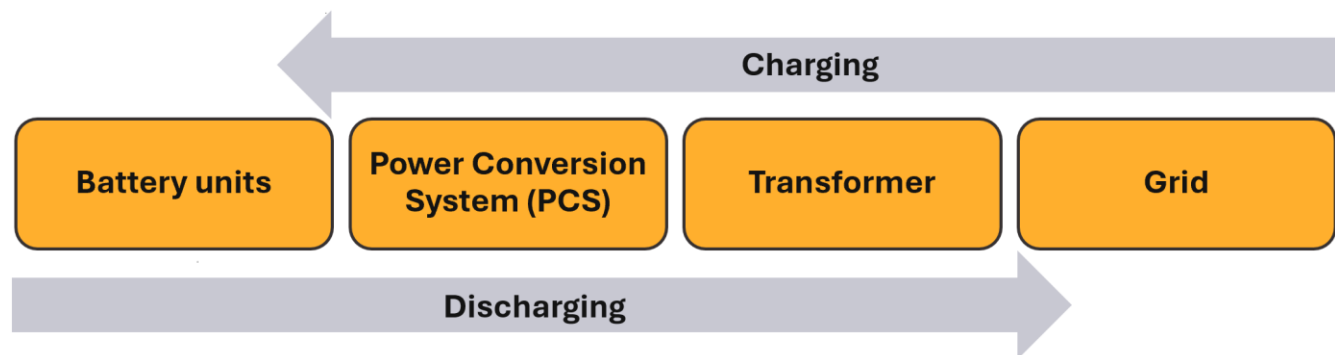 Charging
Battery units
Power Conversion
System (PCS)
Transformer
Grid
Discharging